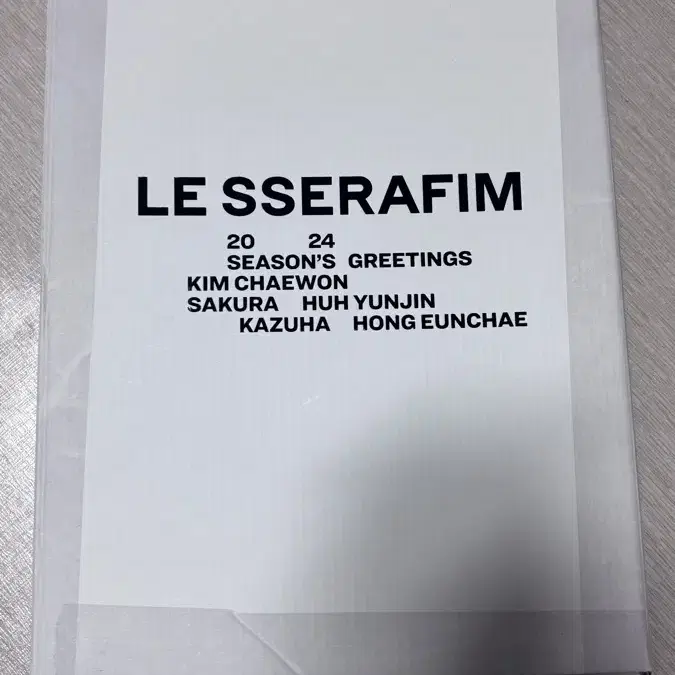 LE SSERAFIM
20 24
SEASON'S GREETINGS
KIM CHAEWON
SAKURA HUH YUNJIN
KAZUHA HONG EUNCHAE